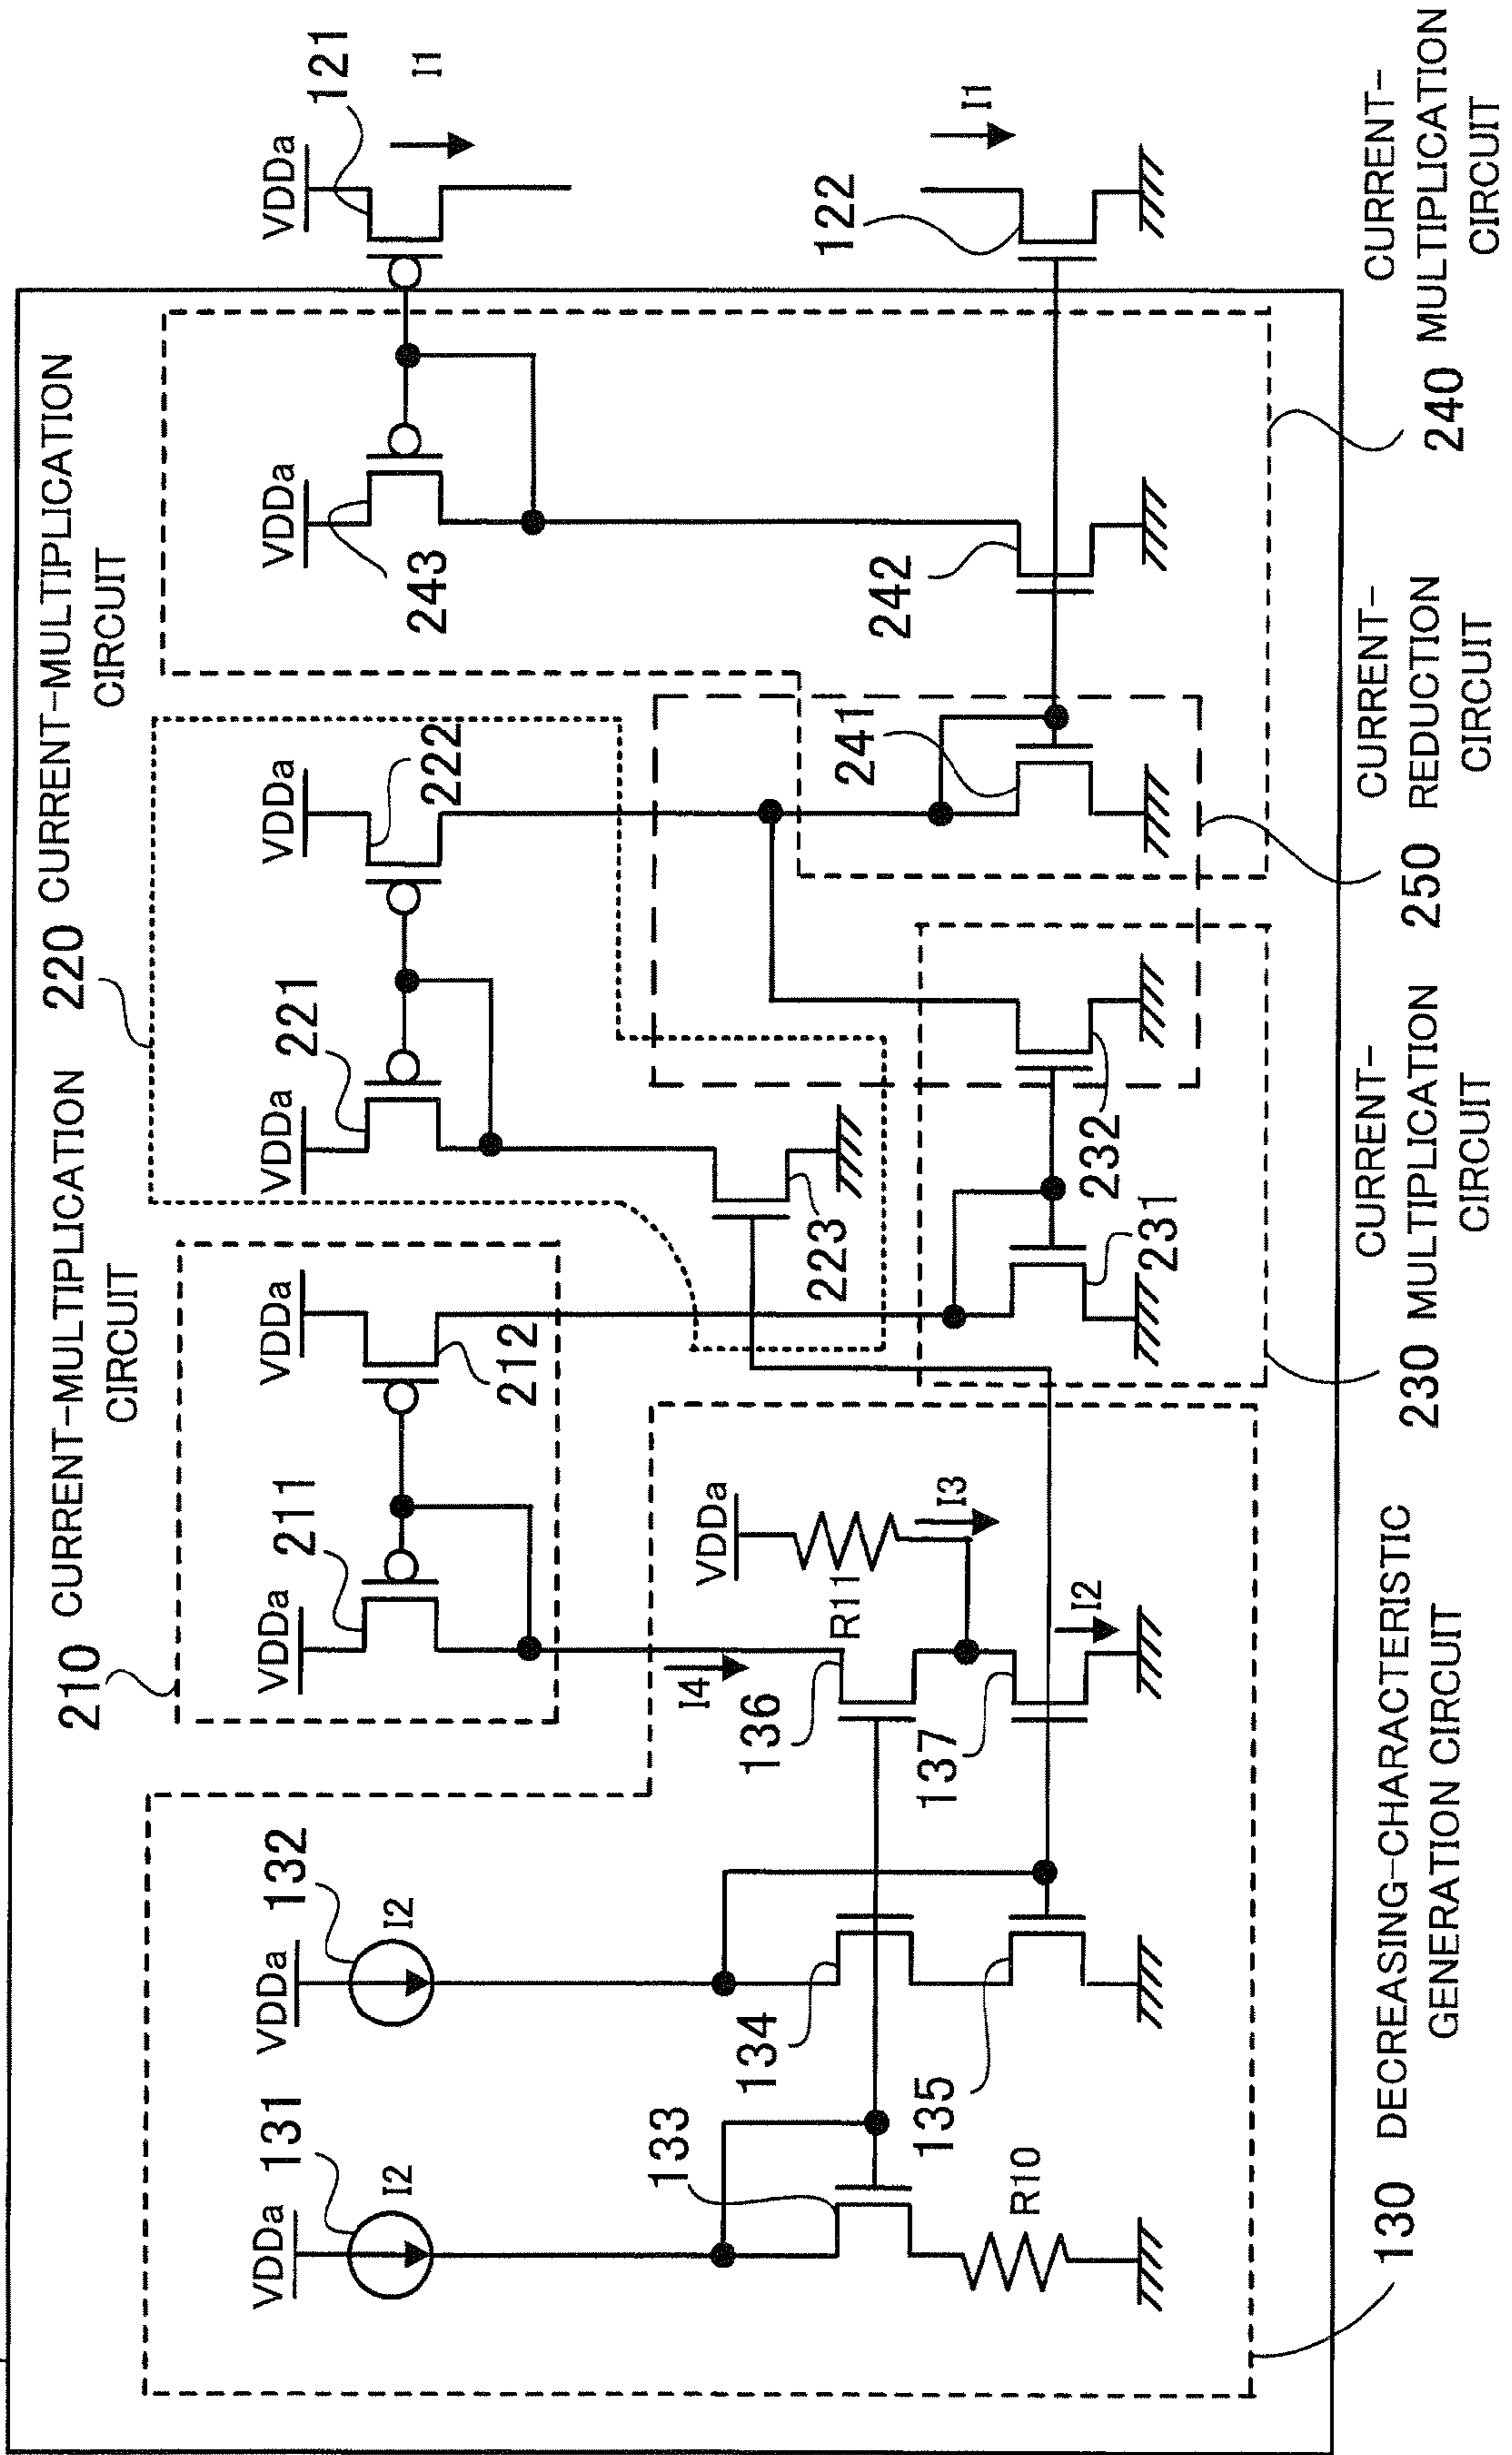 210 CURRENT-MULTIPLICATION
CIRCUIT
220 CURRENT-MULTIPLICATION
CIRCUIT
VDDa
131
I2
VDDa
132
I2
VDDa
211
VDDa
212
VDDa
221
VDDa
222
VDDa
243
VDDa
121
I1
133
R10
134
135
I4
136
137
VDDa
R11
I3
I2
223
231
232
241
242
122
I1
130 DECREASING-CHARACTERISTIC
GENERATION CIRCUIT
CURRENT-
230 MULTIPLICATION
CIRCUIT
CURRENT-
250 REDUCTION
CIRCUIT
CURRENT-
240 MULTIPLICATION
CIRCUIT